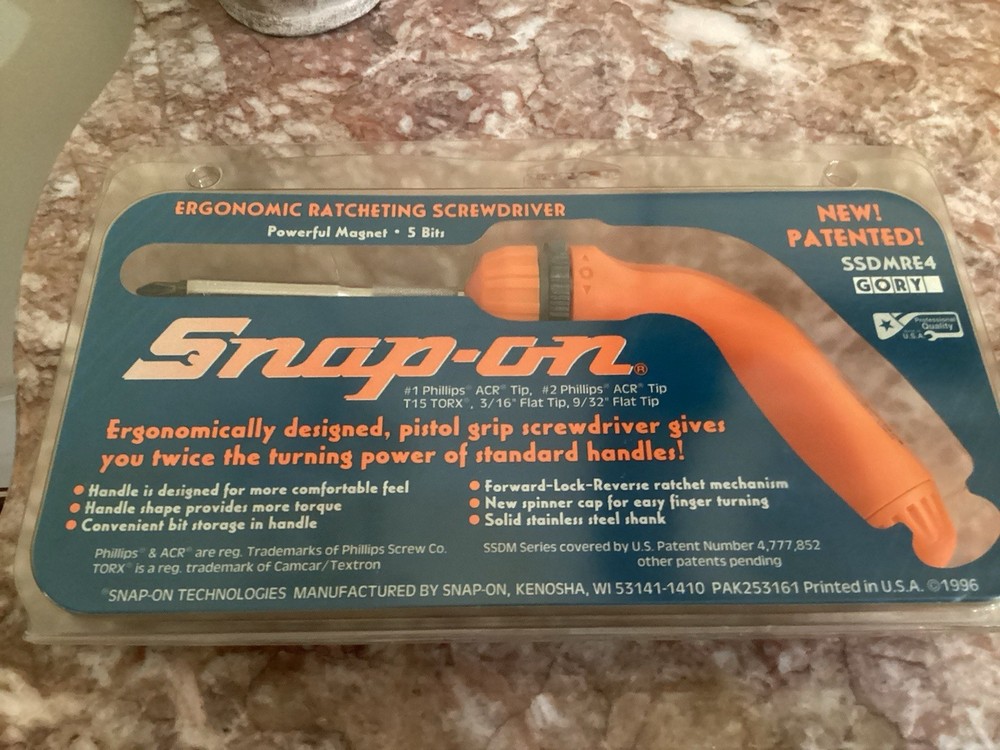 ERGONOMIC RATCHETING SCREWDRIVER
Powerful Magnet • 5 Bits
NEW!
PATENTED!
SSDMRE4
GORY
Professional
Quality
U.S.A.
Snap-on®
#1 Phillips® ACR® Tip, #2 Phillips® ACR® Tip
T15 TORX®, 3/16" Flat Tip, 9/32" Flat Tip
Ergonomically designed, pistol grip screwdriver gives
you twice the turning power of standard handles!
• Handle is designed for more comfortable feel
• Handle shape provides more torque
• Convenient bit storage in handle
• Forward-Lock-Reverse ratchet mechanism
• New spinner cap for easy finger turning
• Solid stainless steel shank
Phillips® & ACR® are reg. Trademarks of Phillips Screw Co.
TORX® is a reg. trademark of Camcar/Textron
SSDM Series covered by U.S. Patent Number 4,777,852
other patents pending
®SNAP-ON TECHNOLOGIES MANUFACTURED BY SNAP-ON, KENOSHA, WI 53141-1410 PAK253161 Printed in U.S.A. ©1996